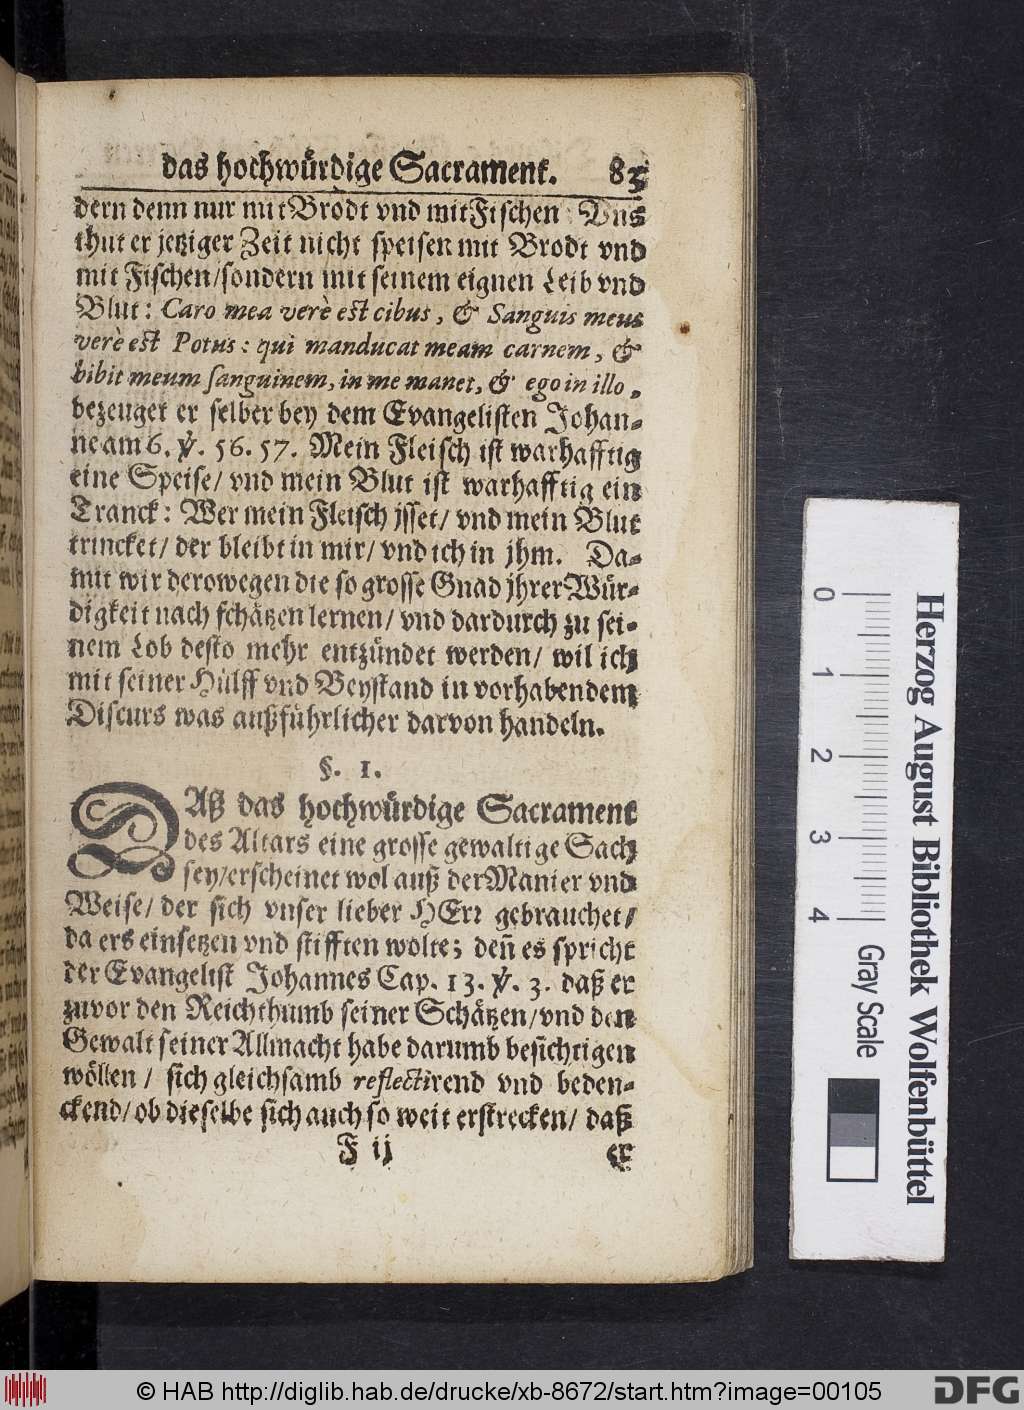 das hochwürdige Sacrament. 83
dern denn nur mit Brodt vnd mit Fischen: Vns
thut er jetziger Zeit nicht speisen mit Brodt vnd
mit Fischen/sondern mit seinem eignen Leib vnd
Blut: Caro mea verè est cibus, & Sanguis meus
verè est Potus: qui manducat meam carnem, &
bibit meum sanguinem, in me manet, & ego in illo,
bezeuget er selber bey dem Evangelisten Johan-
ne am 6. ℣. 56. 57. Mein Fleisch ist warhafftig
eine Speise/ vnd mein Blut ist warhafftig ein
Tranck: Wer mein Fleisch jsset/ vnd mein Blut
trincket/ der bleibt in mir/ vnd ich in jhm. Da-
mit wir derowegen die so grosse Gnad jhrer Wür-
digkeit nach schätzen lernen/ vnd dardurch zu sei-
nem Lob desto mehr entzündet werden/ wil ich
mit seiner Hülff vnd Beystand in vorhabendem
Discurs was außführlicher darvon handeln.
§. 1.
DAß das hochwürdige Sacrament
des Altars eine grosse gewaltige Sach
sey/erscheinet wol auß der Manier vnd
Weise/ der sich vnser lieber HErr gebrauchet/
da ers einsetzen vnd stifften wolte; deñ es spricht
der Evangelist Johannes Cap. 13. ℣. 3. daß er
zuvor den Reichthumb seiner Schätzen/vnd den
Gewalt seiner Allmacht habe darumb besichtigen
wöllen/ sich gleichsamb reflectirend vnd beden-
ckend/ ob dieselbe sich auch so weit erstrecken/ daß
F ij er
Herzog August Bibliothek Wolfenbüttel
0 1 2 3 4 Gray Scale
© HAB http://diglib.hab.de/drucke/xb-8672/start.htm?image=00105 DFG